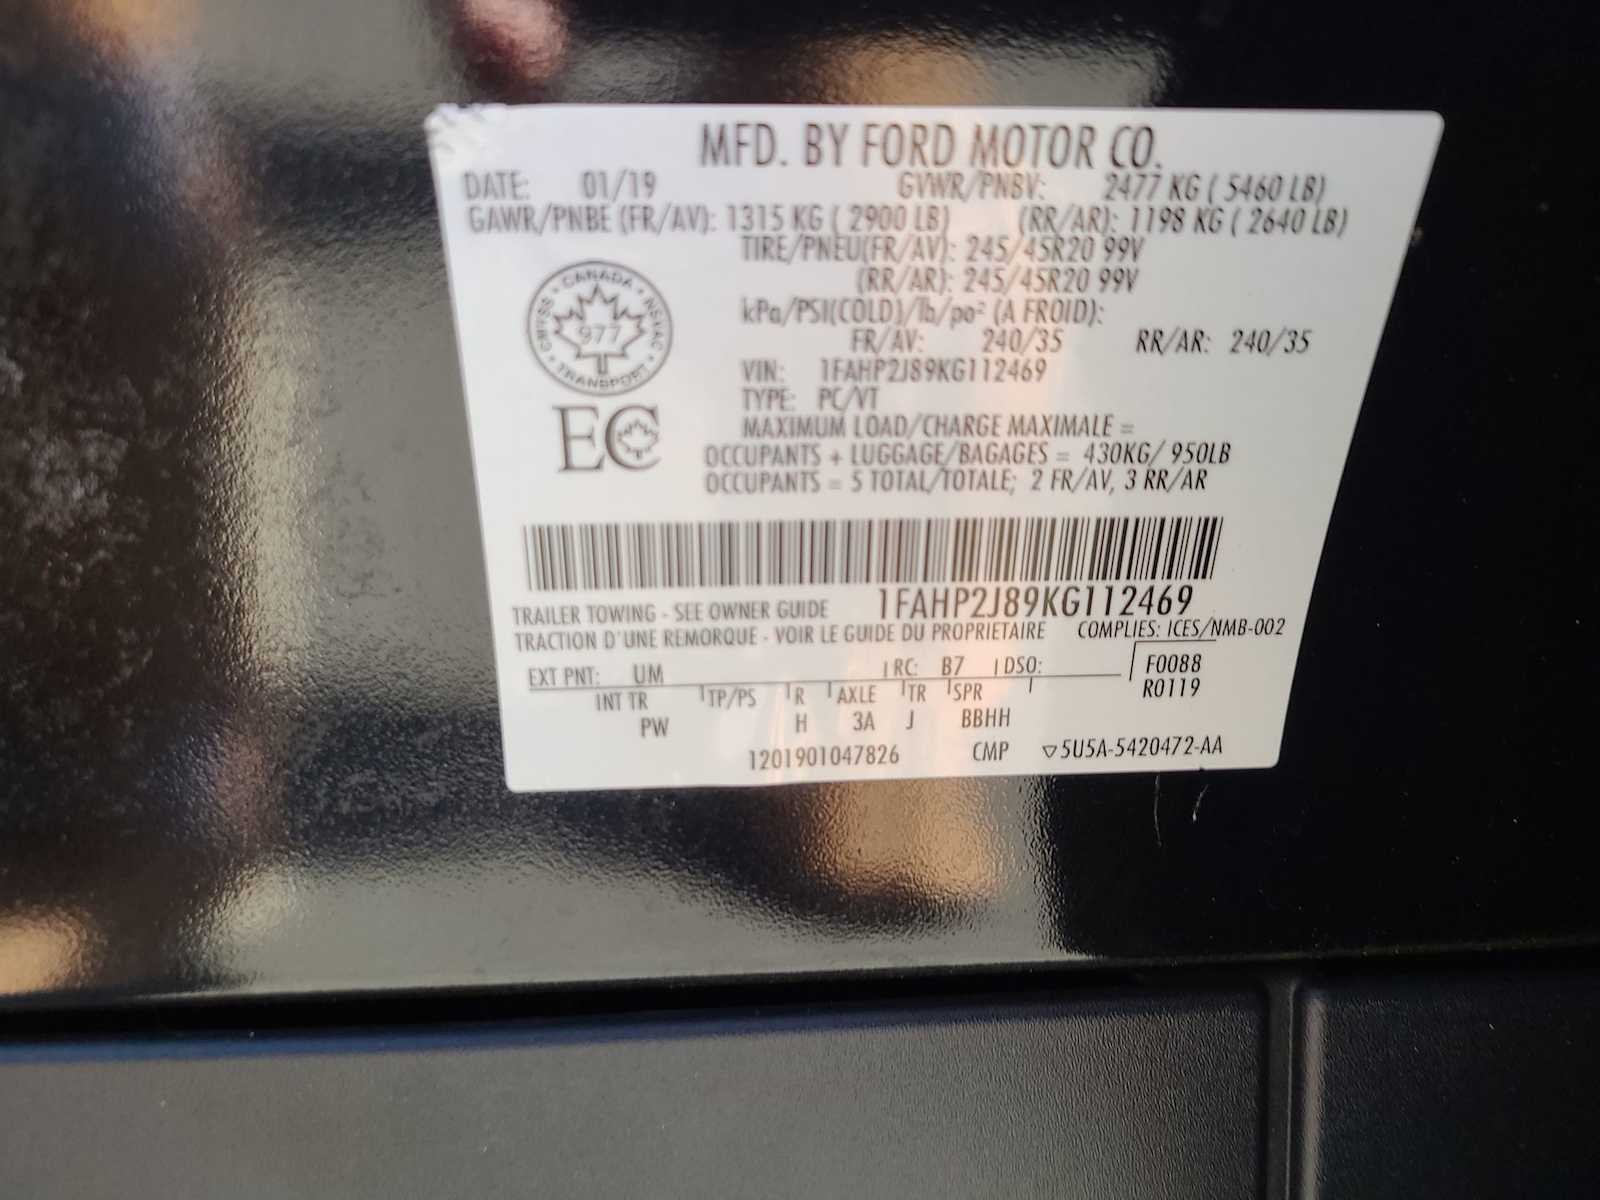 MFD. BY FORD MOTOR CO.
DATE: 01/19 GVWR/PNBV: 2477 KG ( 5460 LB)
GAWR/PNBE (FR/AV): 1315 KG ( 2900 LB) (RR/AR): 1198 KG ( 2640 LB)
TIRE/PNEU(FR/AV): 245/45R20 99V
(RR/AR): 245/45R20 99V
kPa/PSI(COLD)/lb/po² (A FROID):
FR/AV: 240/35 RR/AR: 240/35
CANADA
NSVAC
TRANSPORT
977
VIN: 1FAHP2J89KG112469
TYPE: PC/VT
EC
MAXIMUM LOAD/CHARGE MAXIMALE =
OCCUPANTS + LUGGAGE/BAGAGES = 430KG/ 950LB
OCCUPANTS = 5 TOTAL/TOTALE; 2 FR/AV, 3 RR/AR
TRAILER TOWING - SEE OWNER GUIDE 1FAHP2J89KG112469
TRACTION D'UNE REMORQUE - VOIR LE GUIDE DU PROPRIETAIRE COMPLIES: ICES/NMB-002
EXT PNT: UM RC: B7 DSO: F0088
INT TR TP/PS R AXLE TR SPR R0119
PW H 3A J BBHH
1201901047826 CMP ▽5U5A-5420472-AA